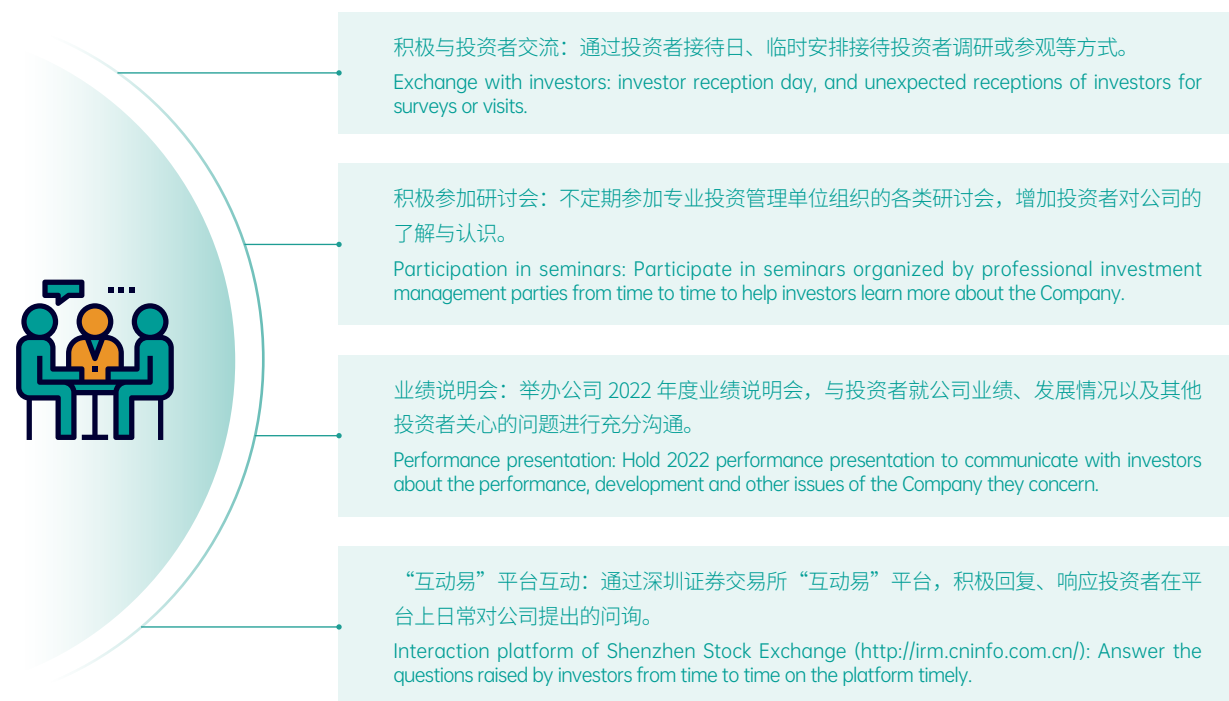 积极与投资者交流：通过投资者接待日、临时安排接待投资者调研或参观等方式。
Exchange with investors: investor reception day, and unexpected receptions of investors for
surveys or visits.
积极参加研讨会：不定期参加专业投资管理单位组织的各类研讨会，增加投资者对公司的
了解与认识。
Participation in seminars: Participate in seminars organized by professional investment
management parties from time to time to help investors learn more about the Company.
业绩说明会：举办公司 2022 年度业绩说明会，与投资者就公司业绩、发展情况以及其他
投资者关心的问题进行充分沟通。
Performance presentation: Hold 2022 performance presentation to communicate with investors
about the performance, development and other issues of the Company they concern.
“互动易”平台互动：通过深圳证券交易所“互动易”平台，积极回复、响应投资者在平
台上日常对公司提出的问询。
Interaction platform of Shenzhen Stock Exchange (http://irm.cninfo.com.cn/): Answer the
questions raised by investors from time to time on the platform timely.